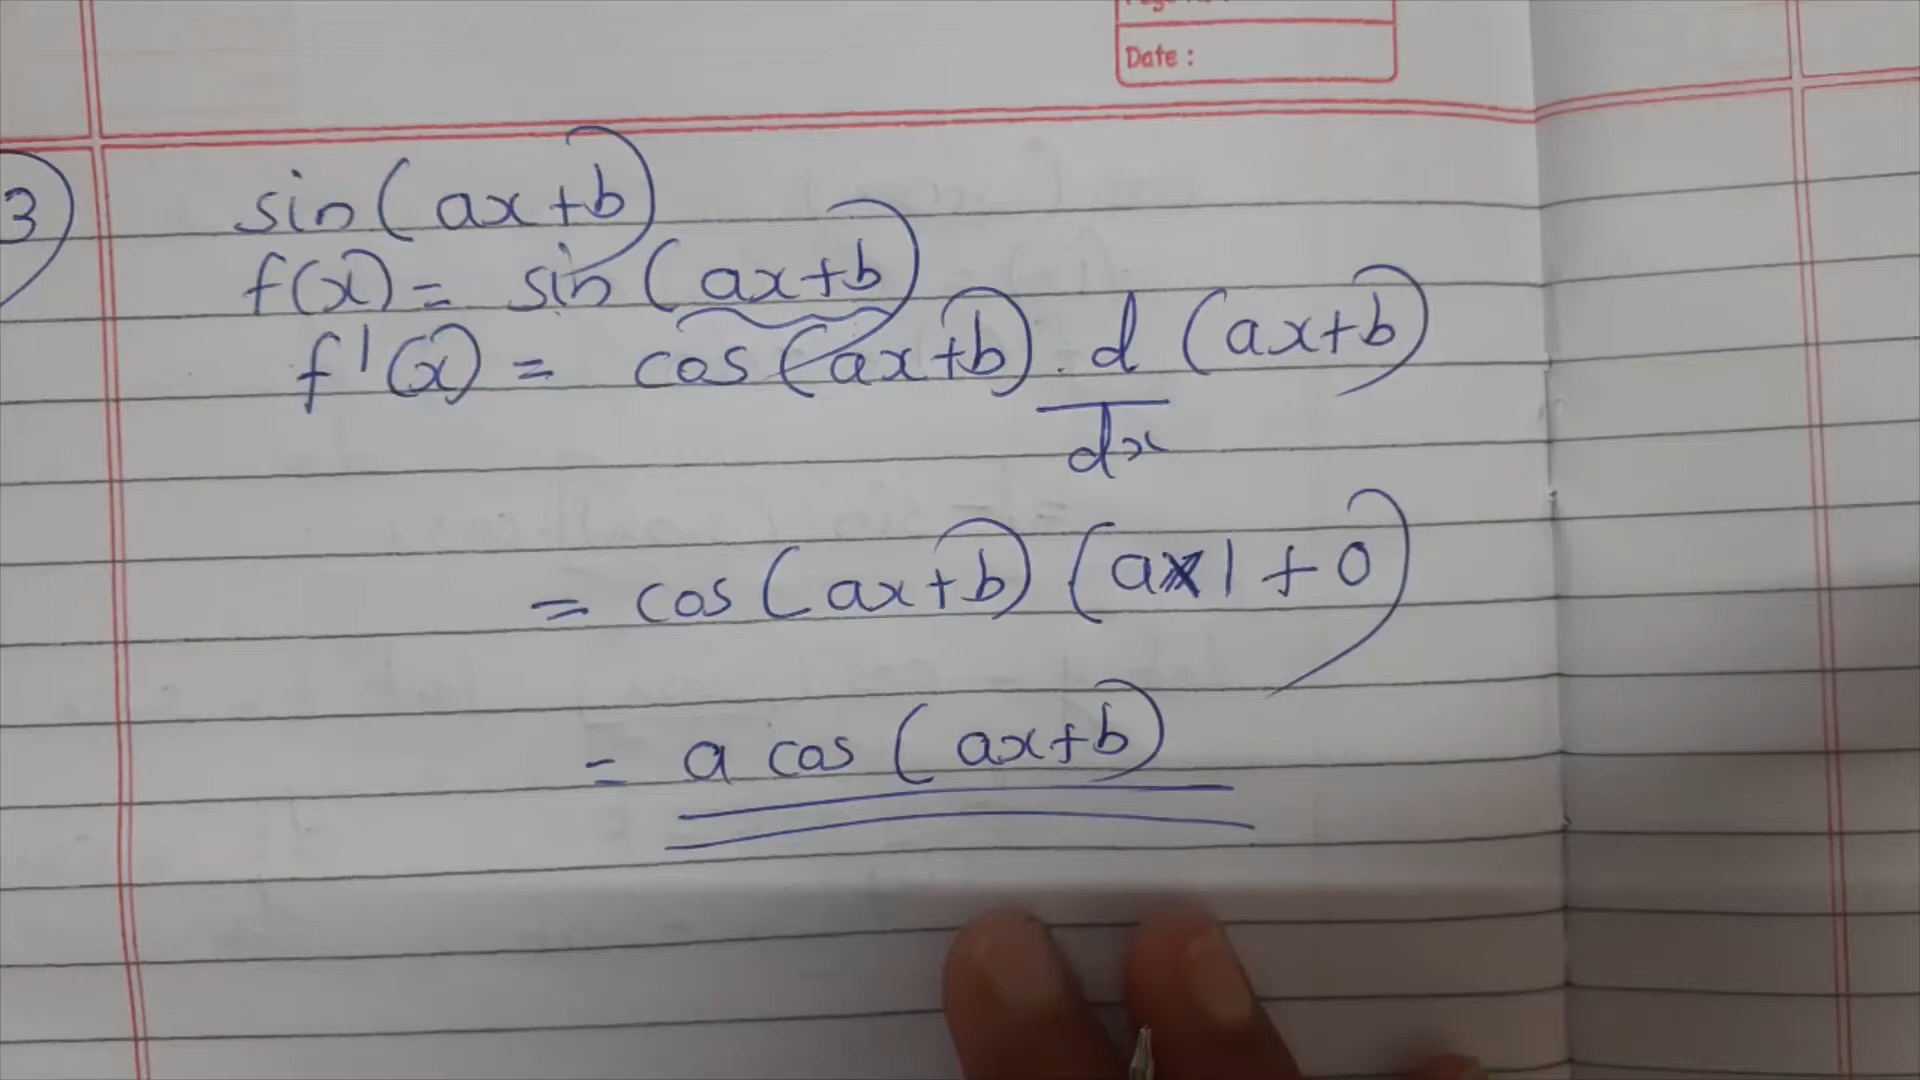 Date :
3) sin(ax+b)
f(x) = sin(ax+b)
f'(x) = cos(ax+b) . d/dx (ax+b)
= cos(ax+b) (a×1+0)
= a cos(ax+b)